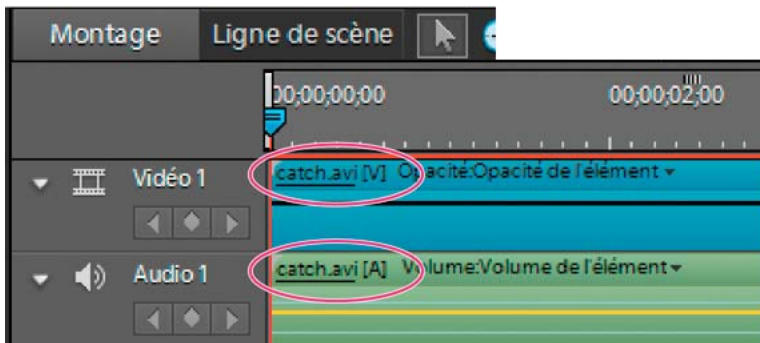 Montage Ligne de scène
00;00;00;00 00;00;02;00
Vidéo 1 catch.avi [V] Opacité:Opacité de l'élément
Audio 1 catch.avi [A] Volume:Volume de l'élément